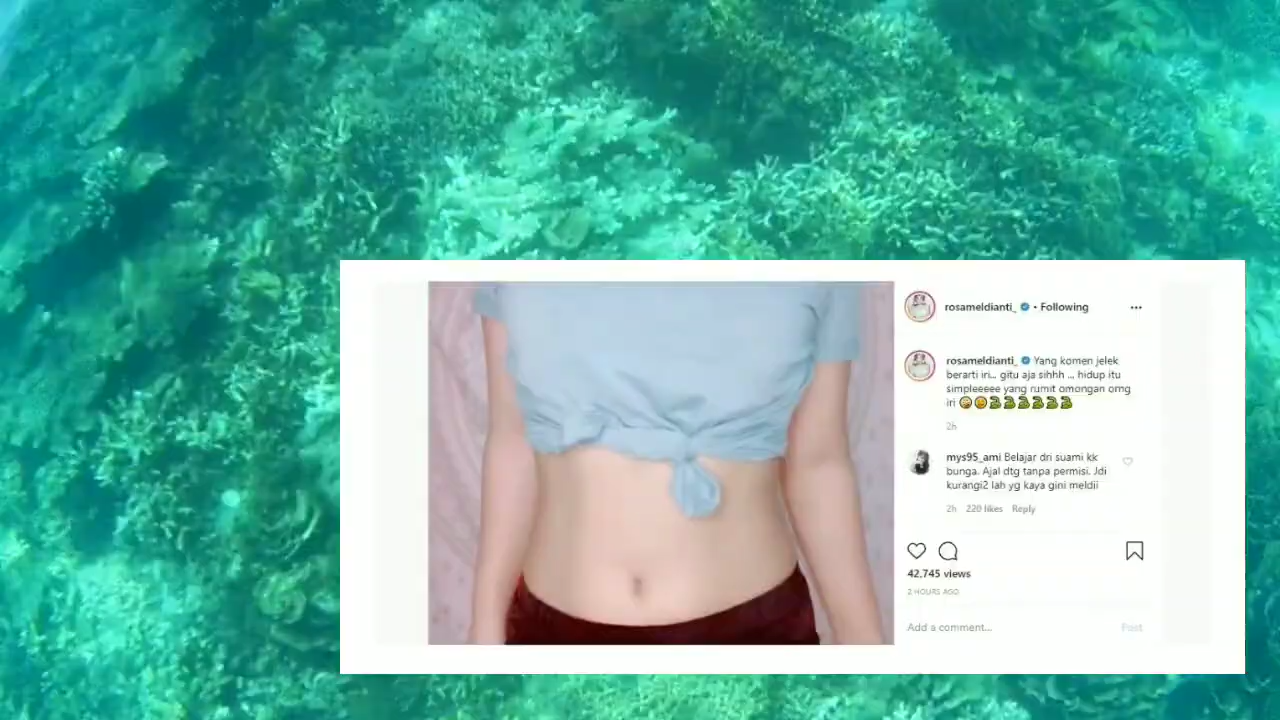 rosameldianti_ • Following
rosameldianti_ Yang komen jelek
berarti iri... gitu aja sihhh ... hidup itu
simpleeeee yang rumit omongan orng
iri
2h
mys95_ami Belajar dri suami kk
bunga. Ajal dtg tanpa permisi. Jdi
kurangi2 lah yg kaya gini meldii
2h 220 likes Reply
42,745 views
2 HOURS AGO
Add a comment... Post